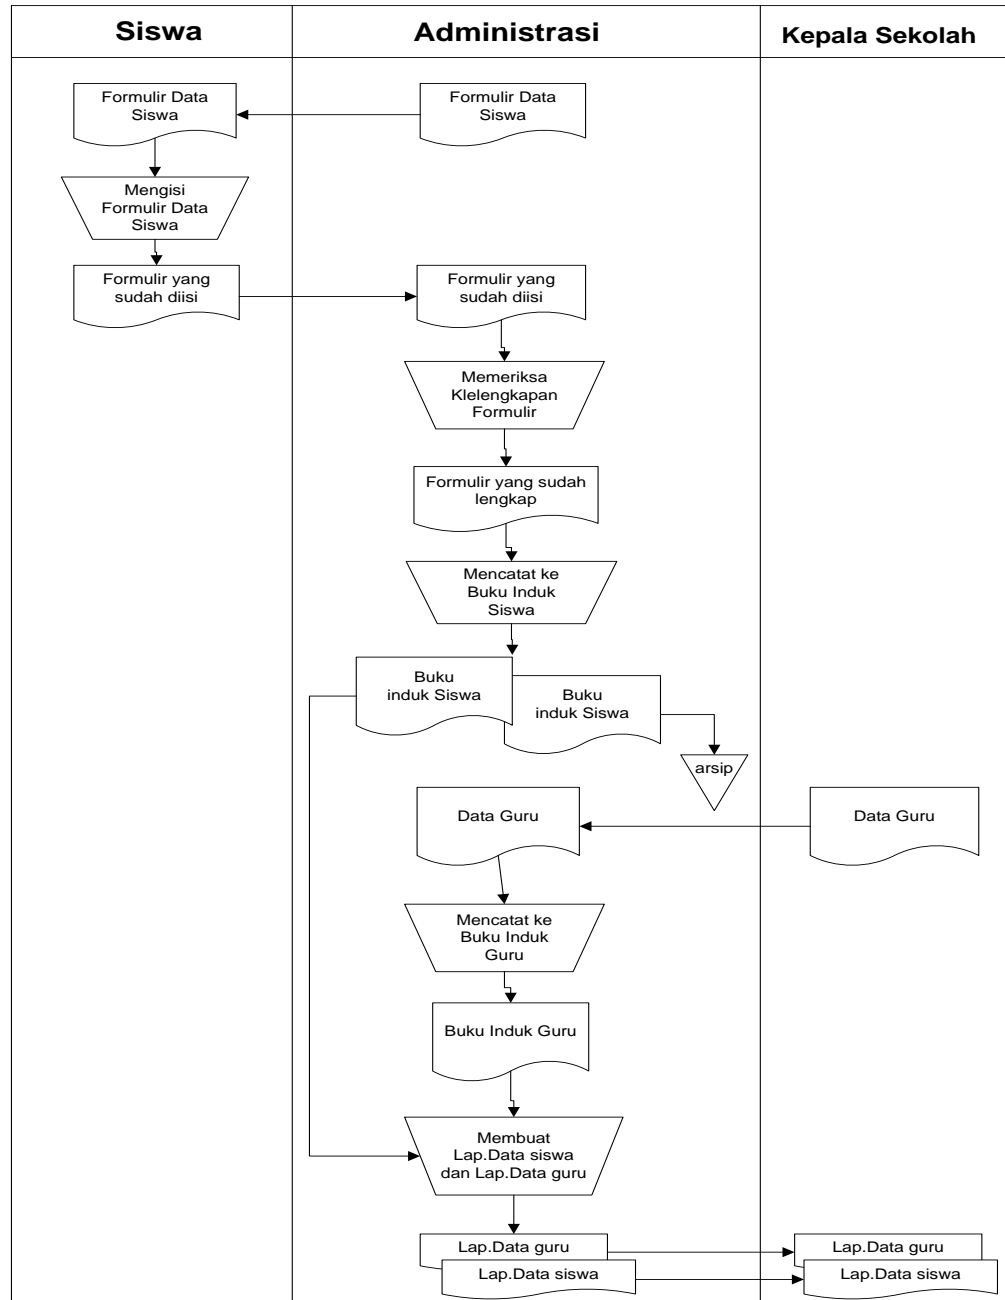 Siswa
Administrasi
Kepala Sekolah
Formulir Data
Siswa
Formulir Data
Siswa
Mengisi
Formulir Data
Siswa
Formulir yang
sudah diisi
Formulir yang
sudah diisi
Memeriksa
Klelengkapan
Formulir
Formulir yang sudah
lengkap
Mencatat ke
Buku Induk
Siswa
Buku
induk Siswa
Buku
induk Siswa
arsip
Data Guru
Data Guru
Mencatat ke
Buku Induk
Guru
Buku Induk Guru
Membuat
Lap.Data siswa
dan Lap.Data guru
Lap.Data guru
Lap.Data guru
Lap.Data siswa
Lap.Data siswa